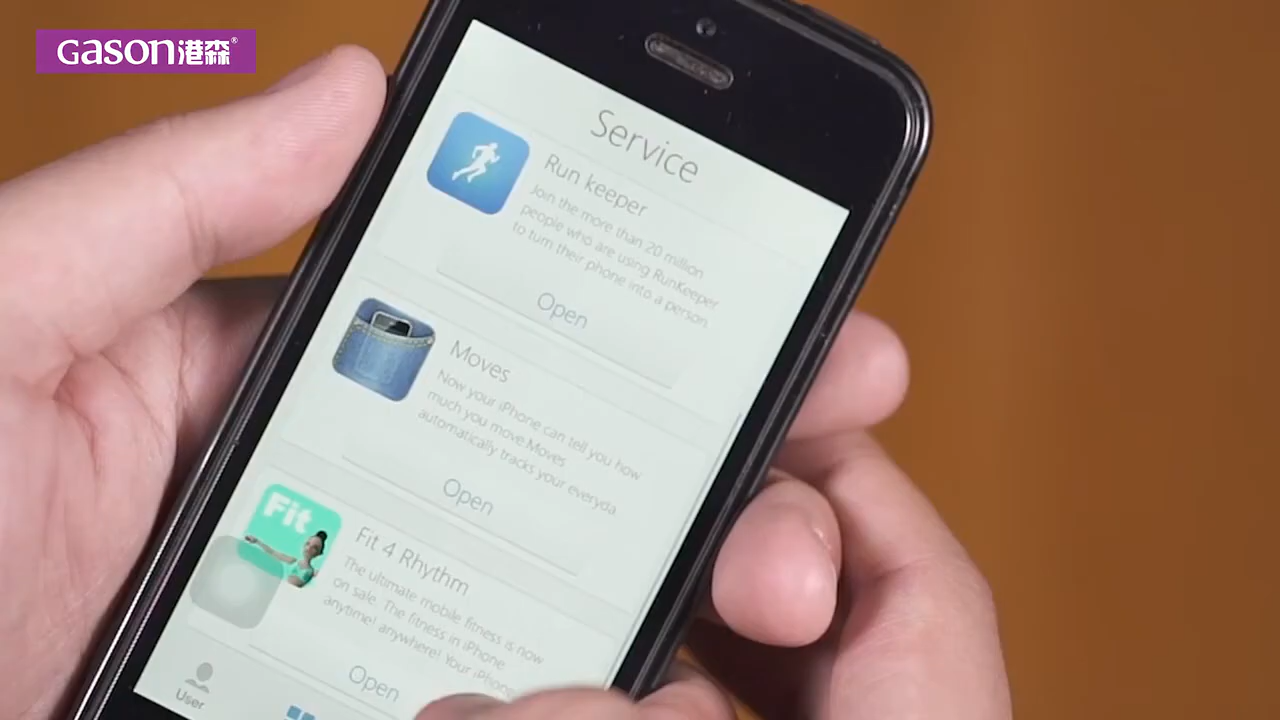 Gason港森®
Service
Run keeper
Join the more than 20 million
people who are using RunKeeper
to turn their phone into a person
Open
Moves
Now your iPhone can tell you how
much you move.Moves
automatically tracks your everyda
Open
Fit
Fit 4 Rhythm
The ultimate mobile fitness is now
on sale. The fitness in iPhone
anytime! anywhere! Your iPhone
Open
User